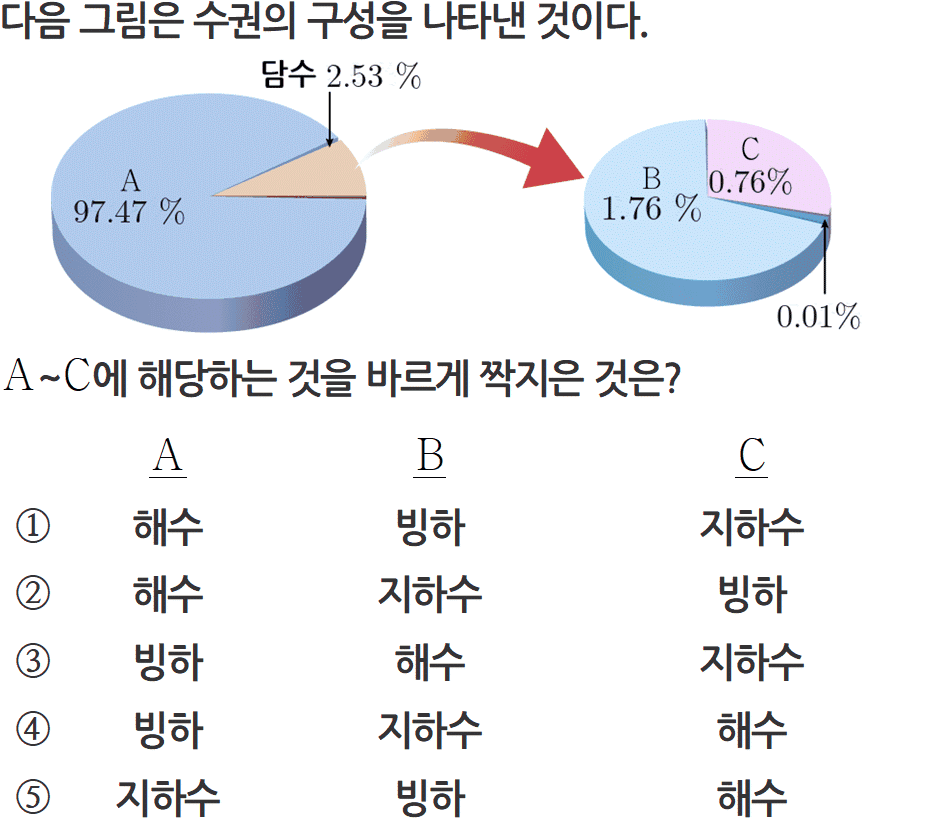 다음 그림은 수권의 구성을 나타낸 것이다.
담수 2.53 %
A
97.47 %
B
1.76 %
C
0.76%
0.01%
A~C에 해당하는 것을 바르게 짝지은 것은?
A B C
① 해수 빙하 지하수
② 해수 지하수 빙하
③ 빙하 해수 지하수
④ 빙하 지하수 해수
⑤ 지하수 빙하 해수